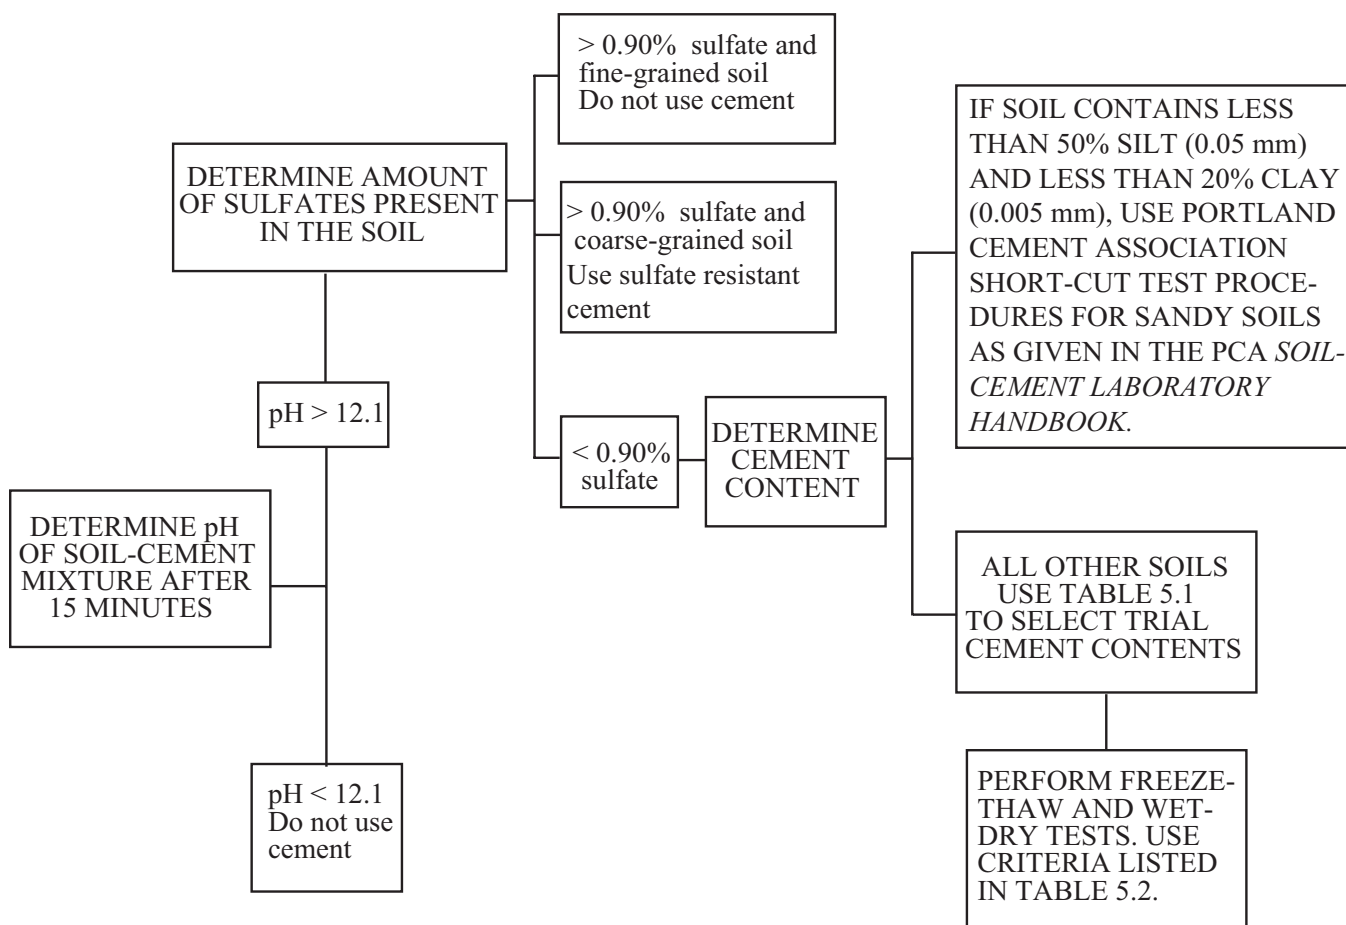 > 0.90% sulfate and
fine-grained soil
Do not use cement
DETERMINE AMOUNT
OF SULFATES PRESENT
IN THE SOIL
> 0.90% sulfate and
coarse-grained soil
Use sulfate resistant
cement
IF SOIL CONTAINS LESS
THAN 50% SILT (0.05 mm)
AND LESS THAN 20% CLAY
(0.005 mm), USE PORTLAND
CEMENT ASSOCIATION
SHORT-CUT TEST PROCE-
DURES FOR SANDY SOILS
AS GIVEN IN THE PCA SOIL-
CEMENT LABORATORY
HANDBOOK.
pH > 12.1
< 0.90%
sulfate
DETERMINE
CEMENT
CONTENT
DETERMINE pH
OF SOIL-CEMENT
MIXTURE AFTER
15 MINUTES
ALL OTHER SOILS
USE TABLE 5.1
TO SELECT TRIAL
CEMENT CONTENTS
pH < 12.1
Do not use
cement
PERFORM FREEZE-
THAW AND WET-
DRY TESTS. USE
CRITERIA LISTED
IN TABLE 5.2.